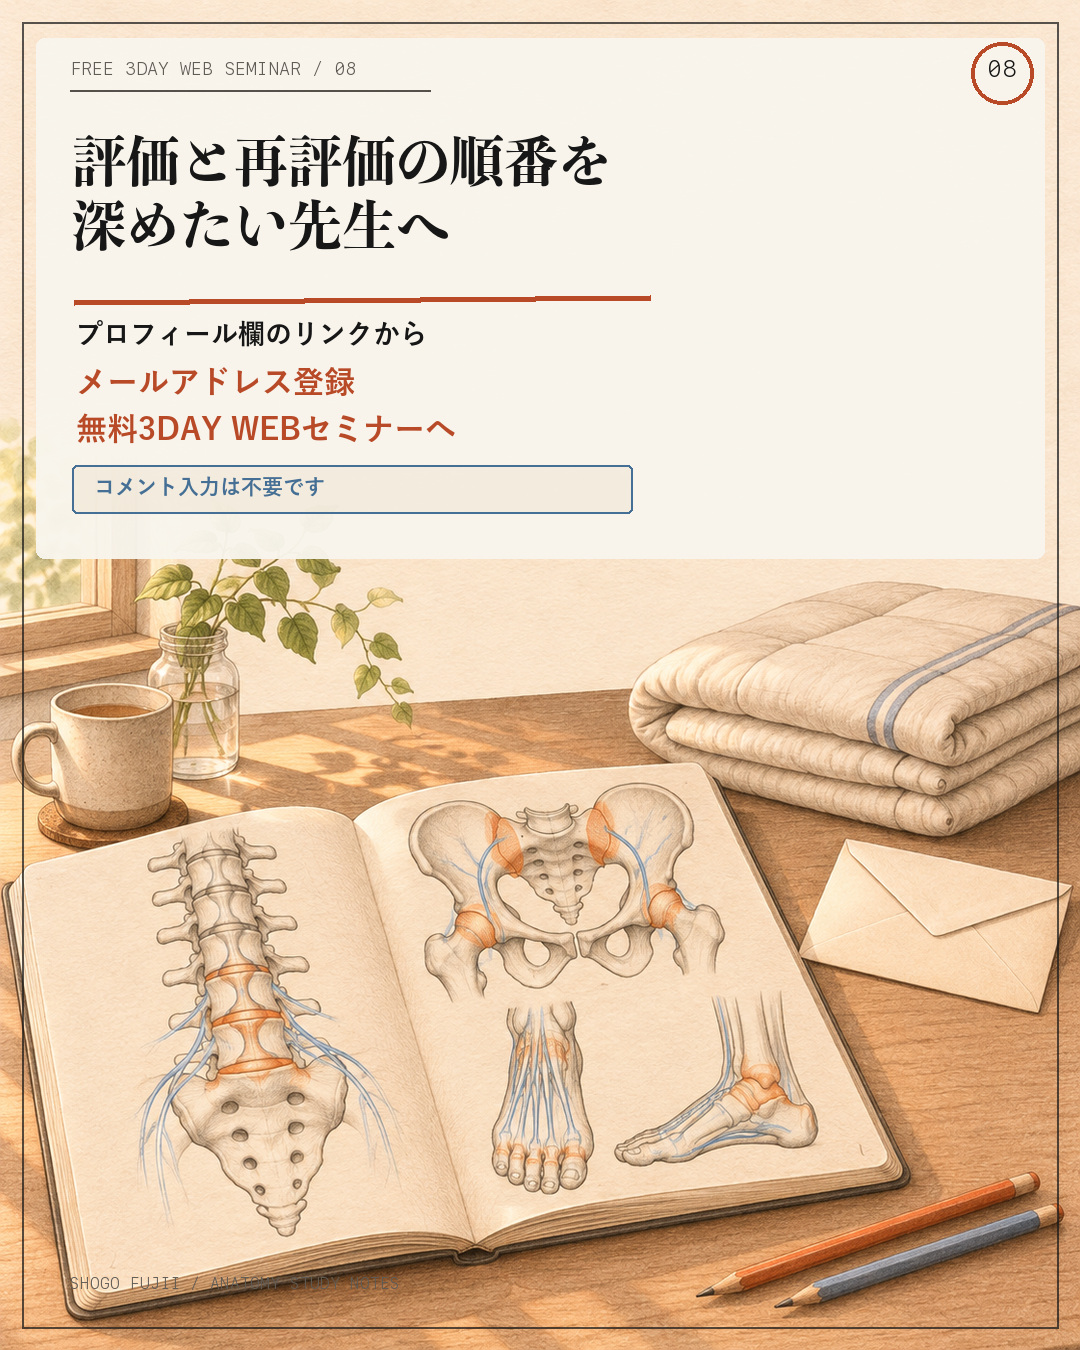 FREE 3DAY WEB SEMINAR / 08
08
評価と再評価の順番を
深めたい先生へ
プロフィール欄のリンクから
メールアドレス登録
無料3DAY WEBセミナーへ
コメント入力は不要です
SHOGO FUJII / ANATOMY STUDY NOTES